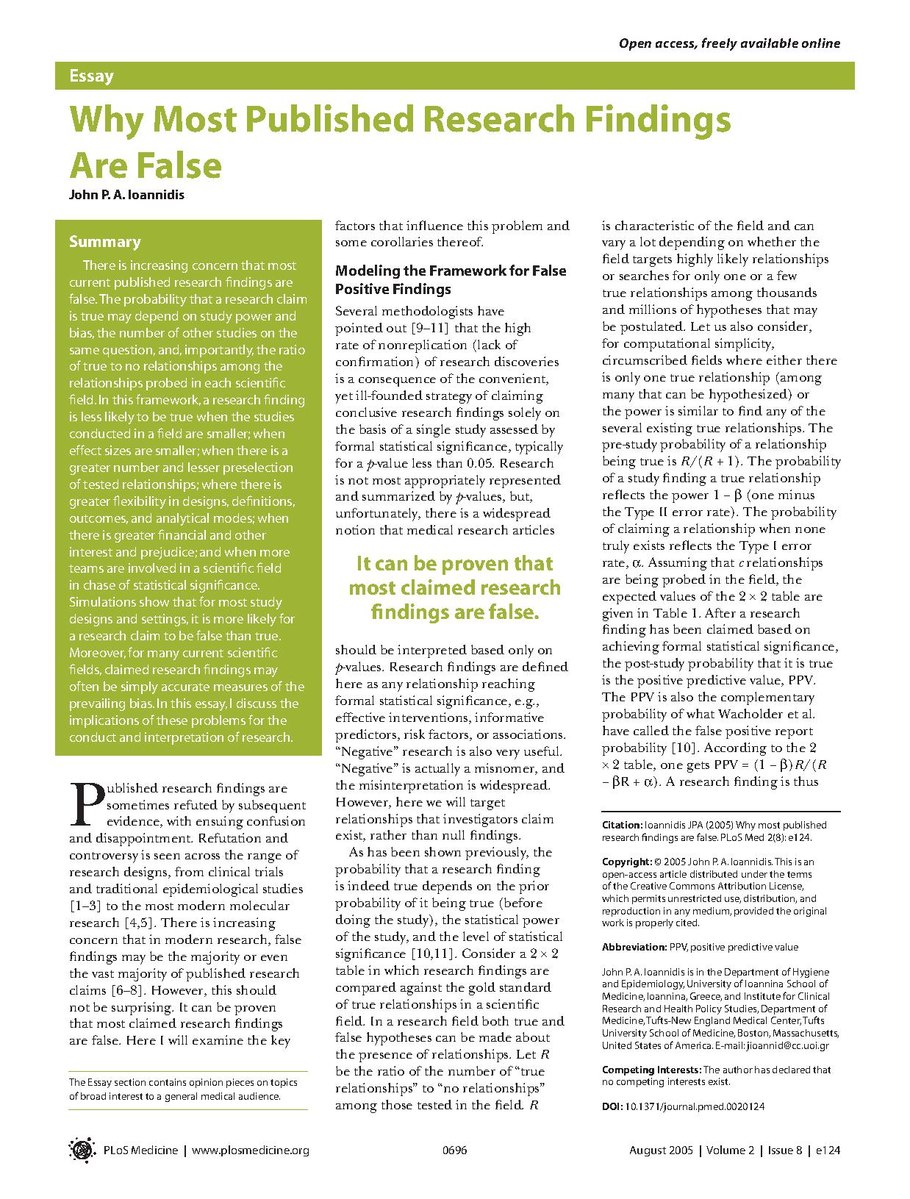 Open access, freely available online
Essay
Why Most Published Research Findings
Are False
John P. A. Ioannidis
Summary
There is increasing concern that most
current published research findings are
false. The probability that a research claim
is true may depend on study power and
bias, the number of other studies on the
same question, and, importantly, the ratio
of true to no relationships among the
relationships probed in each scientific
field. In this framework, a research finding
is less likely to be true when the studies
conducted in a field are smaller; when
effect sizes are smaller; when there is a
greater number and lesser preselection
of tested relationships; where there is
greater flexibility in designs, definitions,
outcomes, and analytical modes; when
there is greater financial and other
interest and prejudice; and when more
teams are involved in a scientific field
in chase of statistical significance.
Simulations show that for most study
designs and settings, it is more likely for
a research claim to be false than true.
Moreover, for many current scientific
fields, claimed research findings may
often be simply accurate measures of the
prevailing bias. In this essay, I discuss the
implications of these problems for the
conduct and interpretation of research.
Published research findings are
sometimes refuted by subsequent
evidence, with ensuing confusion
and disappointment. Refutation and
controversy is seen across the range of
research designs, from clinical trials
and traditional epidemiological studies
[1–3] to the most modern molecular
research [4,5]. There is increasing
concern that in modern research, false
findings may be the majority or even
the vast majority of published research
claims [6–8]. However, this should
not be surprising. It can be proven
that most claimed research findings
are false. Here I will examine the key
The Essay section contains opinion pieces on topics
of broad interest to a general medical audience.
factors that influence this problem and
some corollaries thereof.
Modeling the Framework for False
Positive Findings
Several methodologists have
pointed out [9–11] that the high
rate of nonreplication (lack of
confirmation) of research discoveries
is a consequence of the convenient,
yet ill-founded strategy of claiming
conclusive research findings solely on
the basis of a single study assessed by
formal statistical significance, typically
for a p-value less than 0.05. Research
is not most appropriately represented
and summarized by p-values, but,
unfortunately, there is a widespread
notion that medical research articles
It can be proven that
most claimed research
findings are false.
should be interpreted based only on
p-values. Research findings are defined
here as any relationship reaching
formal statistical significance, e.g.,
effective interventions, informative
predictors, risk factors, or associations.
“Negative” research is also very useful.
“Negative” is actually a misnomer, and
the misinterpretation is widespread.
However, here we will target
relationships that investigators claim
exist, rather than null findings.
As has been shown previously, the
probability that a research finding
is indeed true depends on the prior
probability of it being true (before
doing the study), the statistical power
of the study, and the level of statistical
significance [10,11]. Consider a 2 × 2
table in which research findings are
compared against the gold standard
of true relationships in a scientific
field. In a research field both true and
false hypotheses can be made about
the presence of relationships. Let R
be the ratio of the number of “true
relationships” to “no relationships”
among those tested in the field. R
is characteristic of the field and can
vary a lot depending on whether the
field targets highly likely relationships
or searches for only one or a few
true relationships among thousands
and millions of hypotheses that may
be postulated. Let us also consider,
for computational simplicity,
circumscribed fields where either there
is only one true relationship (among
many that can be hypothesized) or
the power is similar to find any of the
several existing true relationships. The
pre-study probability of a relationship
being true is R/(R + 1). The probability
of a study finding a true relationship
reflects the power 1 − β (one minus
the Type II error rate). The probability
of claiming a relationship when none
truly exists reflects the Type I error
rate, α. Assuming that c relationships
are being probed in the field, the
expected values of the 2 × 2 table are
given in Table 1. After a research
finding has been claimed based on
achieving formal statistical significance,
the post-study probability that it is true
is the positive predictive value, PPV.
The PPV is also the complementary
probability of what Wacholder et al.
have called the false positive report
probability [10]. According to the 2
× 2 table, one gets PPV = (1 − β)R/(R
− βR + α). A research finding is thus
Citation: Ioannidis JPA (2005) Why most published
research findings are false. PLoS Med 2(8): e124.
Copyright: © 2005 John P. A. Ioannidis. This is an
open-access article distributed under the terms
of the Creative Commons Attribution License,
which permits unrestricted use, distribution, and
reproduction in any medium, provided the original
work is properly cited.
Abbreviation: PPV, positive predictive value
John P. A. Ioannidis is in the Department of Hygiene
and Epidemiology, University of Ioannina School of
Medicine, Ioannina, Greece, and Institute for Clinical
Research and Health Policy Studies, Department of
Medicine, Tufts-New England Medical Center, Tufts
University School of Medicine, Boston, Massachusetts,
United States of America. E-mail: jioannid@cc.uoi.gr
Competing Interests: The author has declared that
no competing interests exist.
DOI: 10.1371/journal.pmed.0020124
PLoS Medicine | www.plosmedicine.org
0696
August 2005 | Volume 2 | Issue 8 | e124